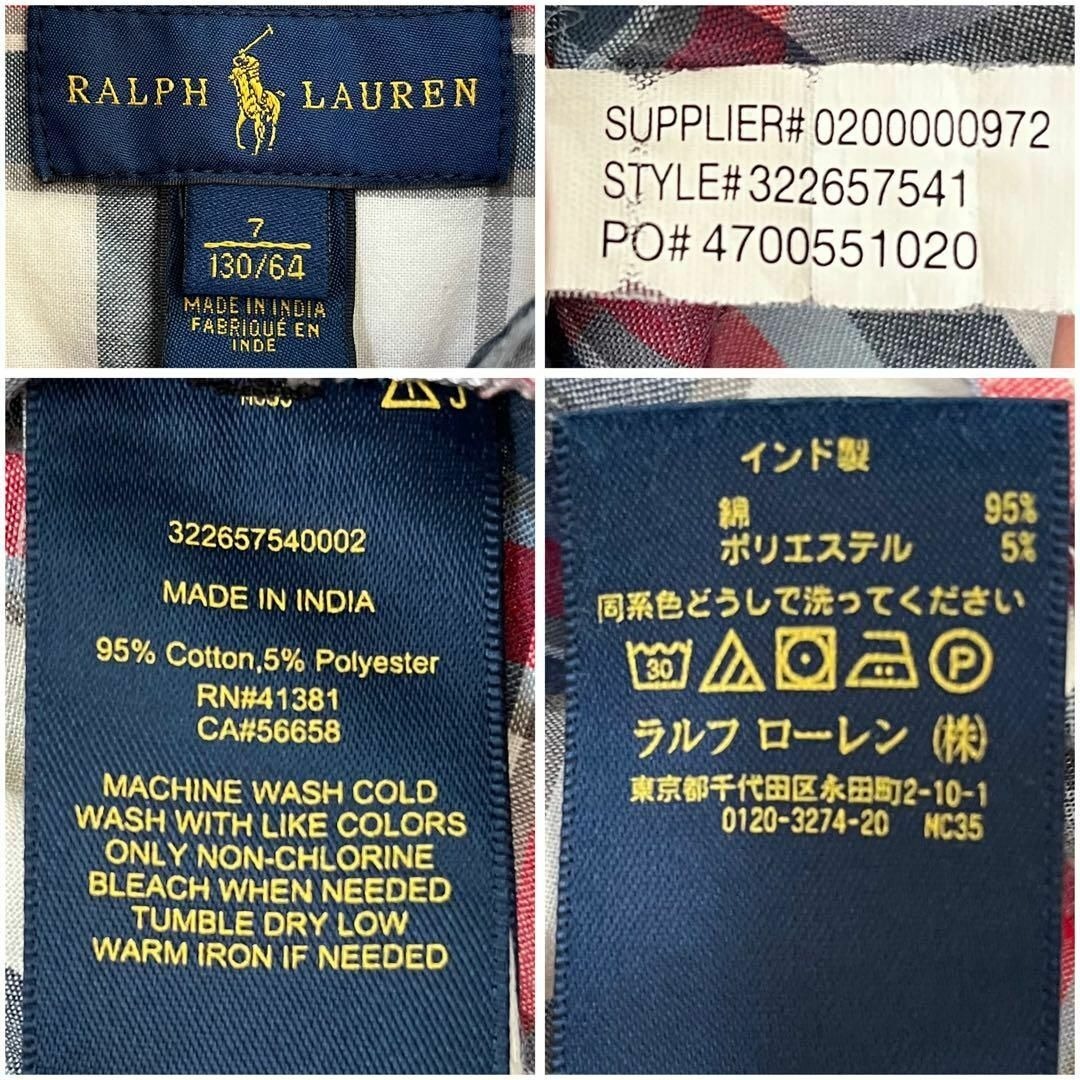 RALPH LAUREN
7
130/64
MADE IN INDIA
FABRIQUÉ EN
INDE
SUPPLIER# 0200000972
STYLE# 322657541
PO# 4700551020
J
322657540002
MADE IN INDIA
95% Cotton,5% Polyester
RN#41381
CA#56658
MACHINE WASH COLD
WASH WITH LIKE COLORS
ONLY NON-CHLORINE
BLEACH WHEN NEEDED
TUMBLE DRY LOW
WARM IRON IF NEEDED
インド製
綿 95%
ポリエステル 5%
同系色どうしで洗ってください
30 P
ラルフ ローレン (株)
東京都千代田区永田町2-10-1
0120-3274-20 MC35